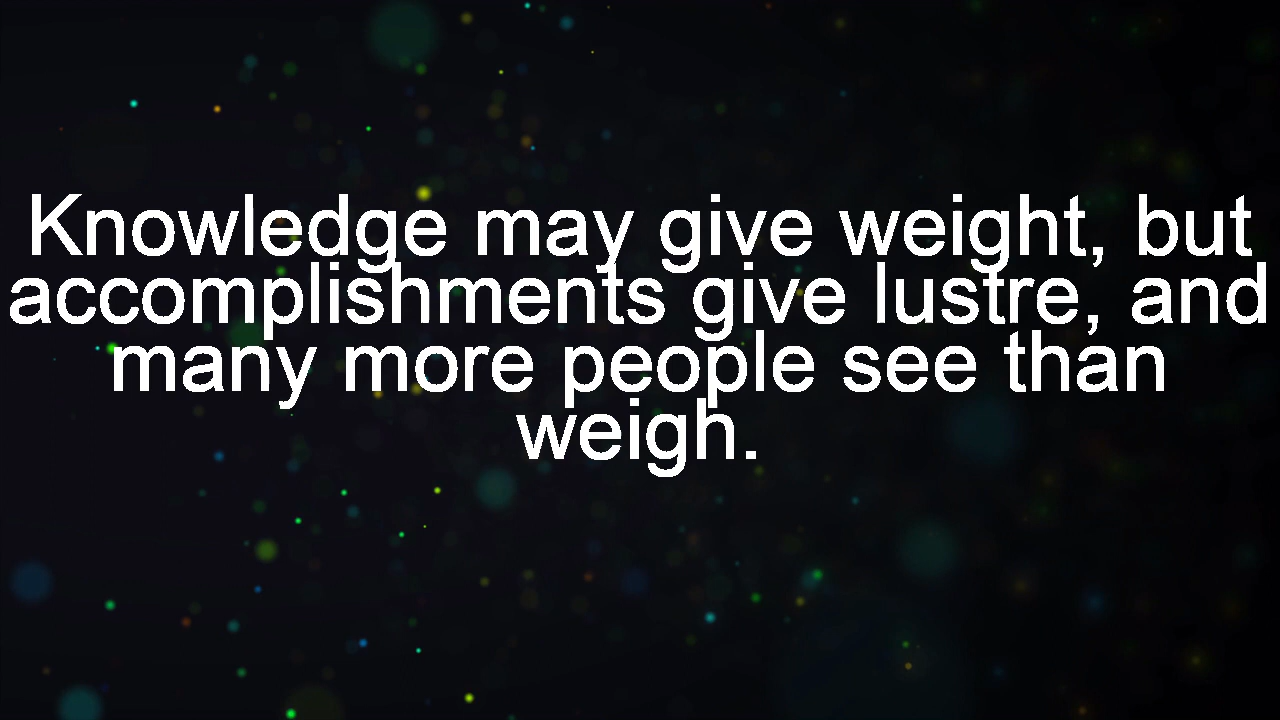 Knowledge may give weight, but
accomplishments give lustre, and
many more people see than
weigh.